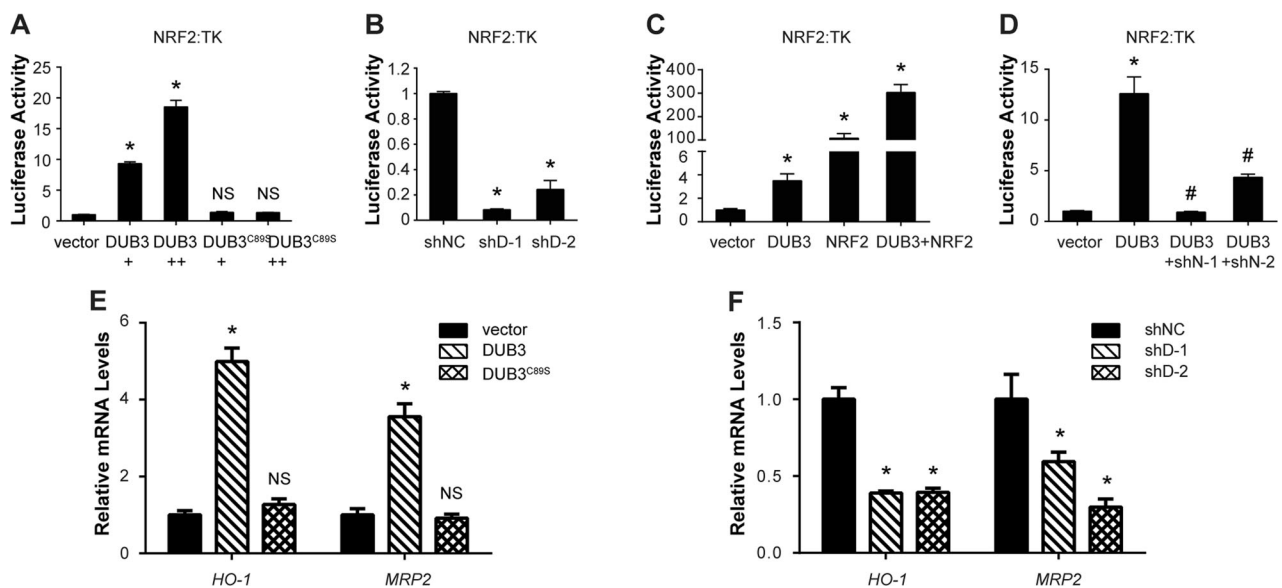 A
NRF2:TK
Luciferase Activity
25
20
15
10
5
0
* * NS NS
vector DUB3 DUB3 DUB3C89S DUB3C89S
+ ++ + ++
B
NRF2:TK
Luciferase Activity
1.2
1
0.8
0.6
0.4
0.2
0
* *
shNC shD-1 shD-2
C
NRF2:TK
Luciferase Activity
400
300
200
100
6
4
2
0
* * *
vector DUB3 NRF2 DUB3+NRF2
D
NRF2:TK
Luciferase Activity
15
10
5
0
* # #
vector DUB3 DUB3 DUB3
+shN-1 +shN-2
E
Relative mRNA Levels
6
4
2
0
* NS * NS
vector
DUB3
DUB3C89S
HO-1 MRP2
F
Relative mRNA Levels
1.5
1.0
0.5
0.0
* * * *
shNC
shD-1
shD-2
HO-1 MRP2